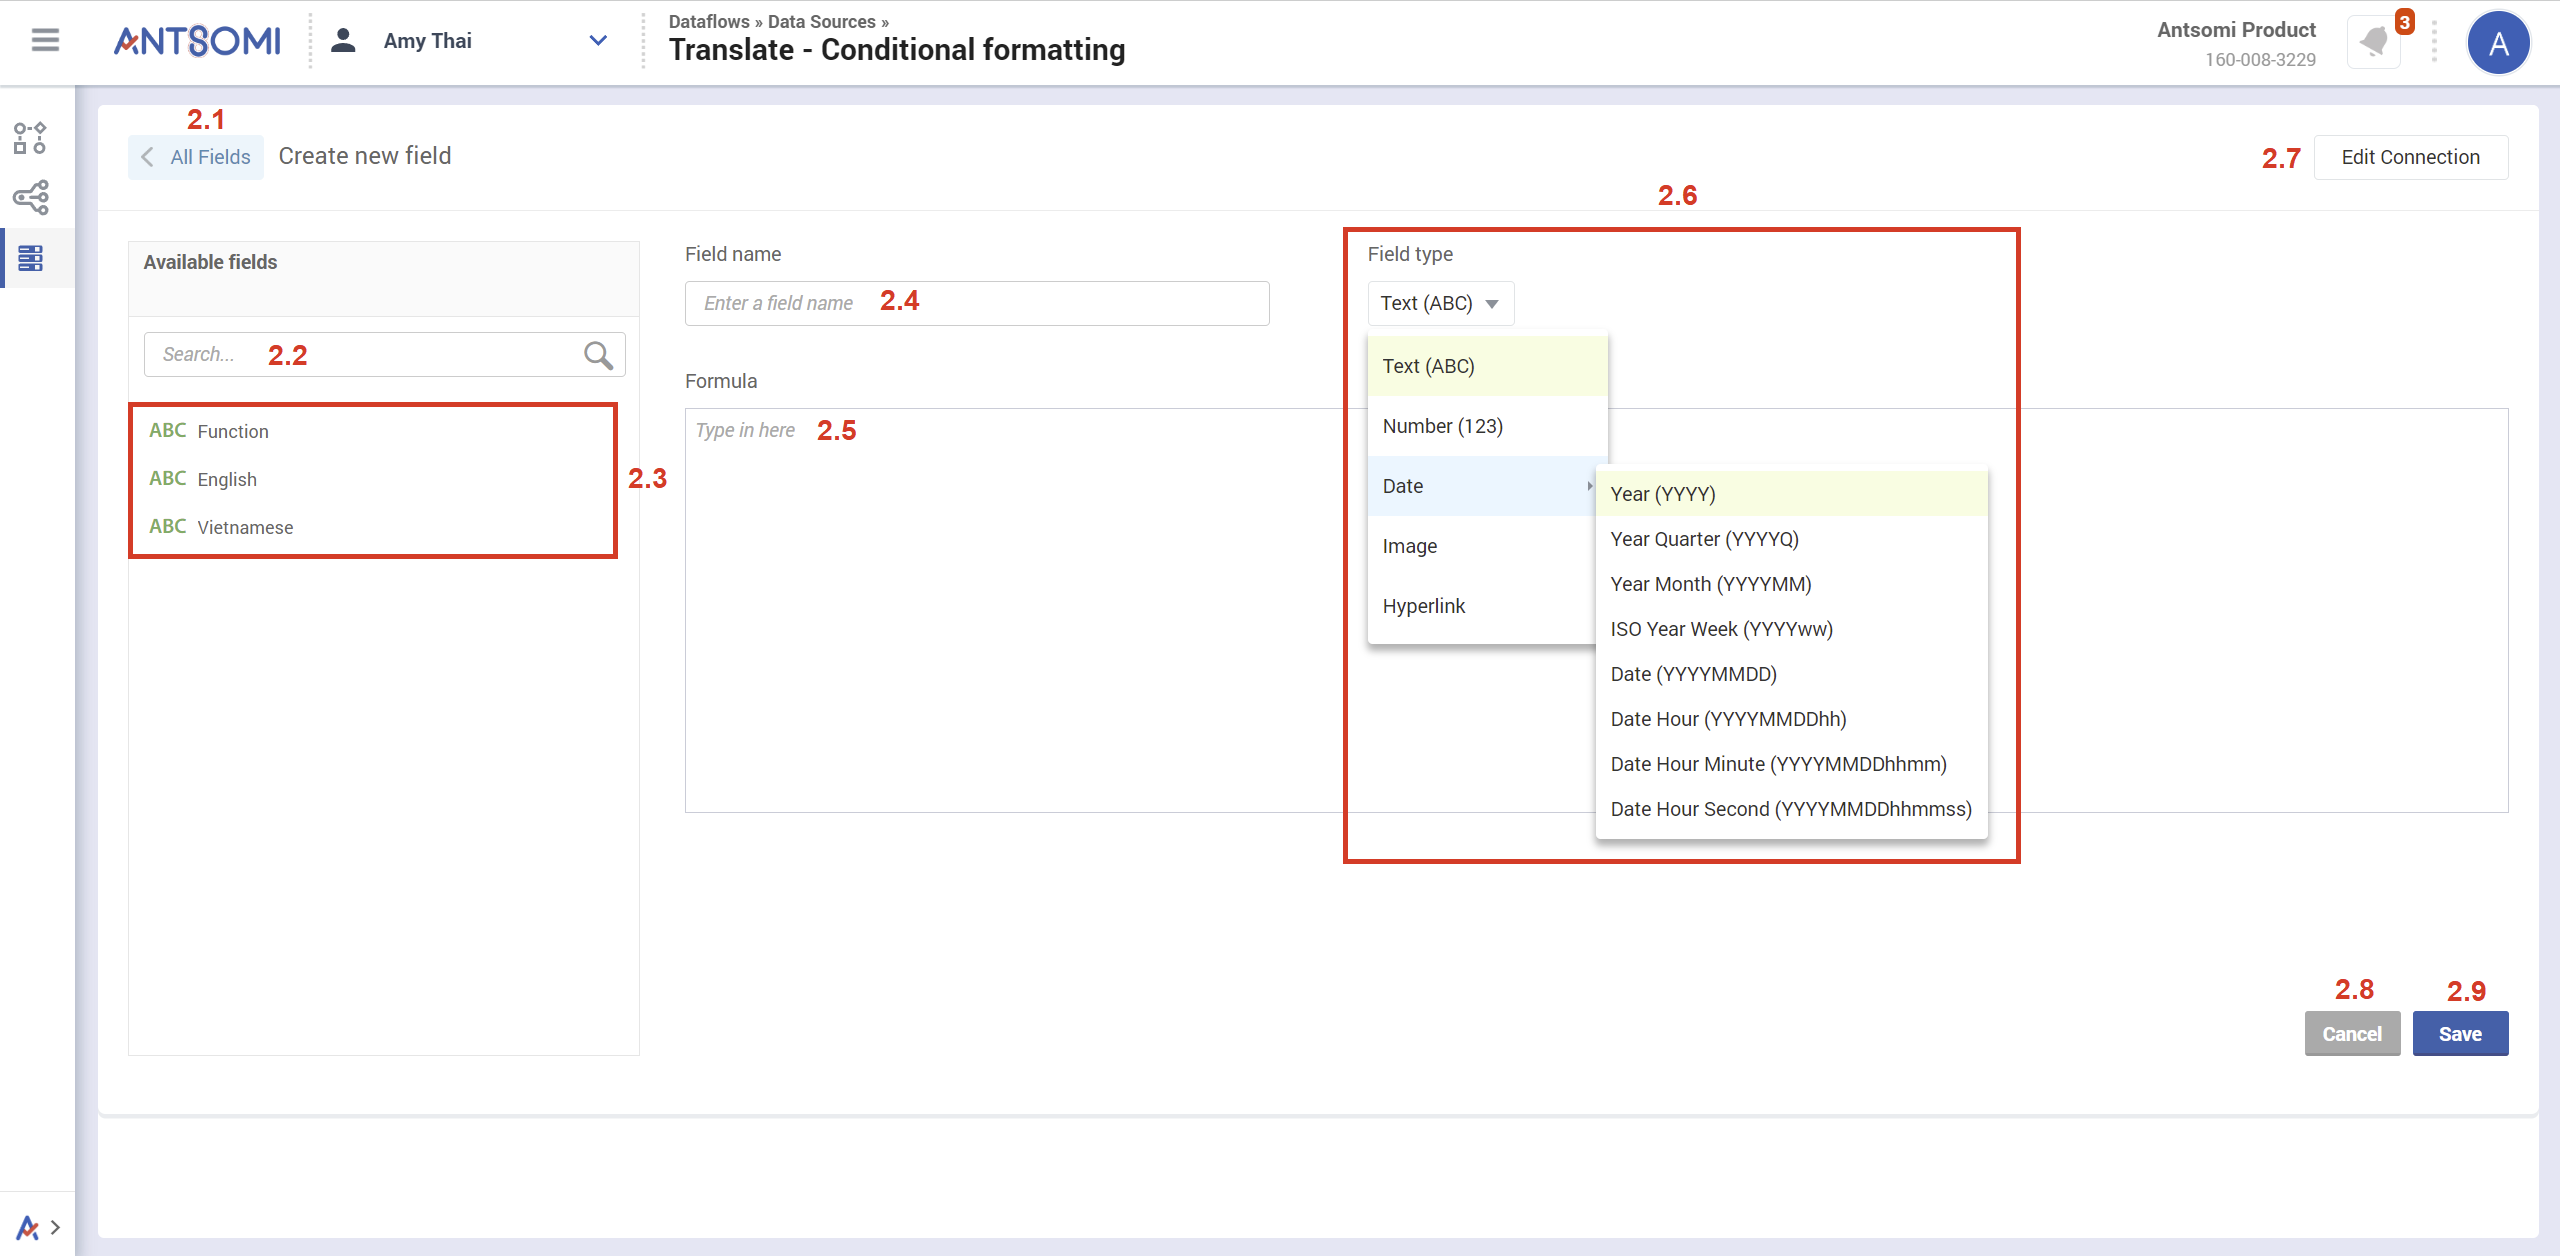 ANTSOMI
Amy Thai
Dataflows » Data Sources »
Translate - Conditional formatting
Antsomi Product
160-008-3229
3
A
2.1
All Fields
Create new field
2.7
Edit Connection
2.6
Available fields
Search...
2.2
ABC Function
ABC English
ABC Vietnamese
2.3
Field name
Enter a field name
2.4
Formula
Type in here
2.5
Field type
Text (ABC)
Text (ABC)
Number (123)
Date
Image
Hyperlink
Year (YYYY)
Year Quarter (YYYYQ)
Year Month (YYYYMM)
ISO Year Week (YYYYww)
Date (YYYYMMDD)
Date Hour (YYYYMMDDhh)
Date Hour Minute (YYYYMMDDhhmm)
Date Hour Second (YYYYMMDDhhmmss)
2.8
2.9
Cancel
Save